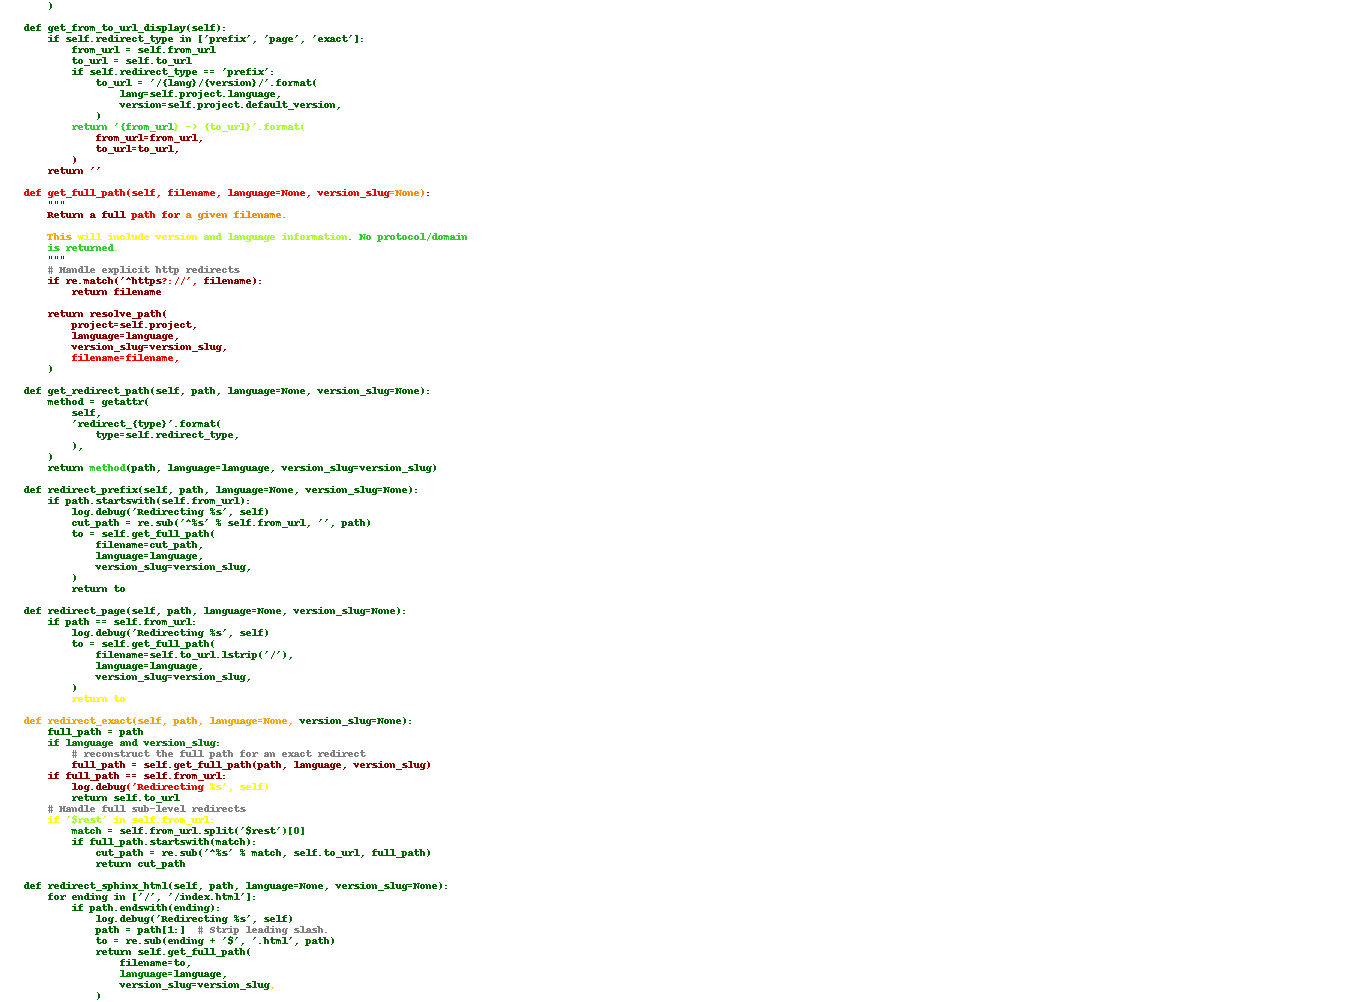 )
def get_from_to_url_display(self):
if self.redirect_type in ['prefix', 'page', 'exact']:
from_url = self.from_url
to_url = self.to_url
if self.redirect_type == 'prefix':
to_url = '/{lang}/{version}/'.format(
lang=self.project.language,
version=self.project.default_version,
)
return '{from_url} -> {to_url}'.format(
from_url=from_url,
to_url=to_url,
)
return ''
def get_full_path(self, filename, language=None, version_slug=None):
"""
Return a full path for a given filename.
This will include version and language information. No protocol/domain
is returned.
"""
# Handle explicit http redirects
if re.match('^https?://', filename):
return filename
return resolve_path(
project=self.project,
language=language,
version_slug=version_slug,
filename=filename,
)
def get_redirect_path(self, path, language=None, version_slug=None):
method = getattr(
self,
'redirect_{type}'.format(
type=self.redirect_type,
),
)
return method(path, language=language, version_slug=version_slug)
def redirect_prefix(self, path, language=None, version_slug=None):
if path.startswith(self.from_url):
log.debug('Redirecting %s', self)
cut_path = re.sub('^%s' % self.from_url, '', path)
to = self.get_full_path(
filename=cut_path,
language=language,
version_slug=version_slug,
)
return to
def redirect_page(self, path, language=None, version_slug=None):
if path == self.from_url:
log.debug('Redirecting %s', self)
to = self.get_full_path(
filename=self.to_url.lstrip('/'),
language=language,
version_slug=version_slug,
)
return to
def redirect_exact(self, path, language=None, version_slug=None):
full_path = path
if language and version_slug:
# reconstruct the full path for an exact redirect
full_path = self.get_full_path(path, language, version_slug)
if full_path == self.from_url:
log.debug('Redirecting %s', self)
return self.to_url
# Handle full sub-level redirects
if '$rest' in self.from_url:
match = self.from_url.split('$rest')[0]
if full_path.startswith(match):
cut_path = re.sub('^%s' % match, self.to_url, full_path)
return cut_path
def redirect_sphinx_html(self, path, language=None, version_slug=None):
for ending in ['/', '/index.html']:
if path.endswith(ending):
log.debug('Redirecting %s', self)
path = path[1:]  # Strip leading slash.
to = re.sub(ending + '$', '.html', path)
return self.get_full_path(
filename=to,
language=language,
version_slug=version_slug,
)